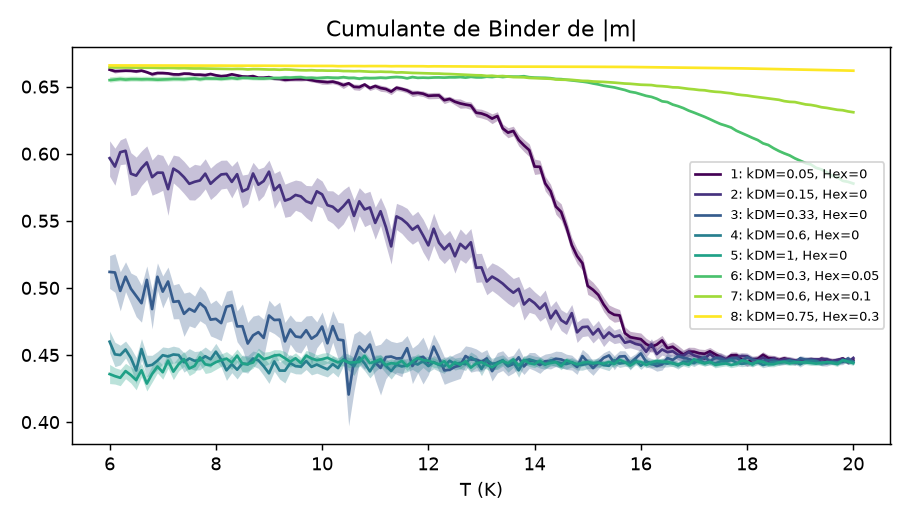 Cumulante de Binder de |m|
0.65
0.60
0.55
0.50
0.45
0.40
1: kDM=0.05, Hex=0
2: kDM=0.15, Hex=0
3: kDM=0.33, Hex=0
4: kDM=0.6, Hex=0
5: kDM=1, Hex=0
6: kDM=0.3, Hex=0.05
7: kDM=0.6, Hex=0.1
8: kDM=0.75, Hex=0.3
6 8 10 12 14 16 18 20
T (K)